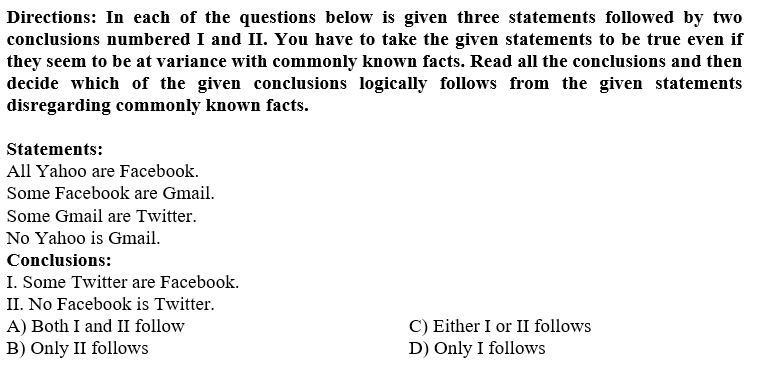 Directions: In each of the questions below is given three statements followed by two
conclusions numbered I and II. You have to take the given statements to be true even if
they seem to be at variance with commonly known facts. Read all the conclusions and then
decide which of the given conclusions logically follows from the given statements
disregarding commonly known facts.
Statements:
All Yahoo are Facebook.
Some Facebook are Gmail.
Some Gmail are Twitter.
No Yahoo is Gmail.
Conclusions:
I. Some Twitter are Facebook.
II. No Facebook is Twitter.
A) Both I and II follow C) Either I or II follows
B) Only II follows D) Only I follows